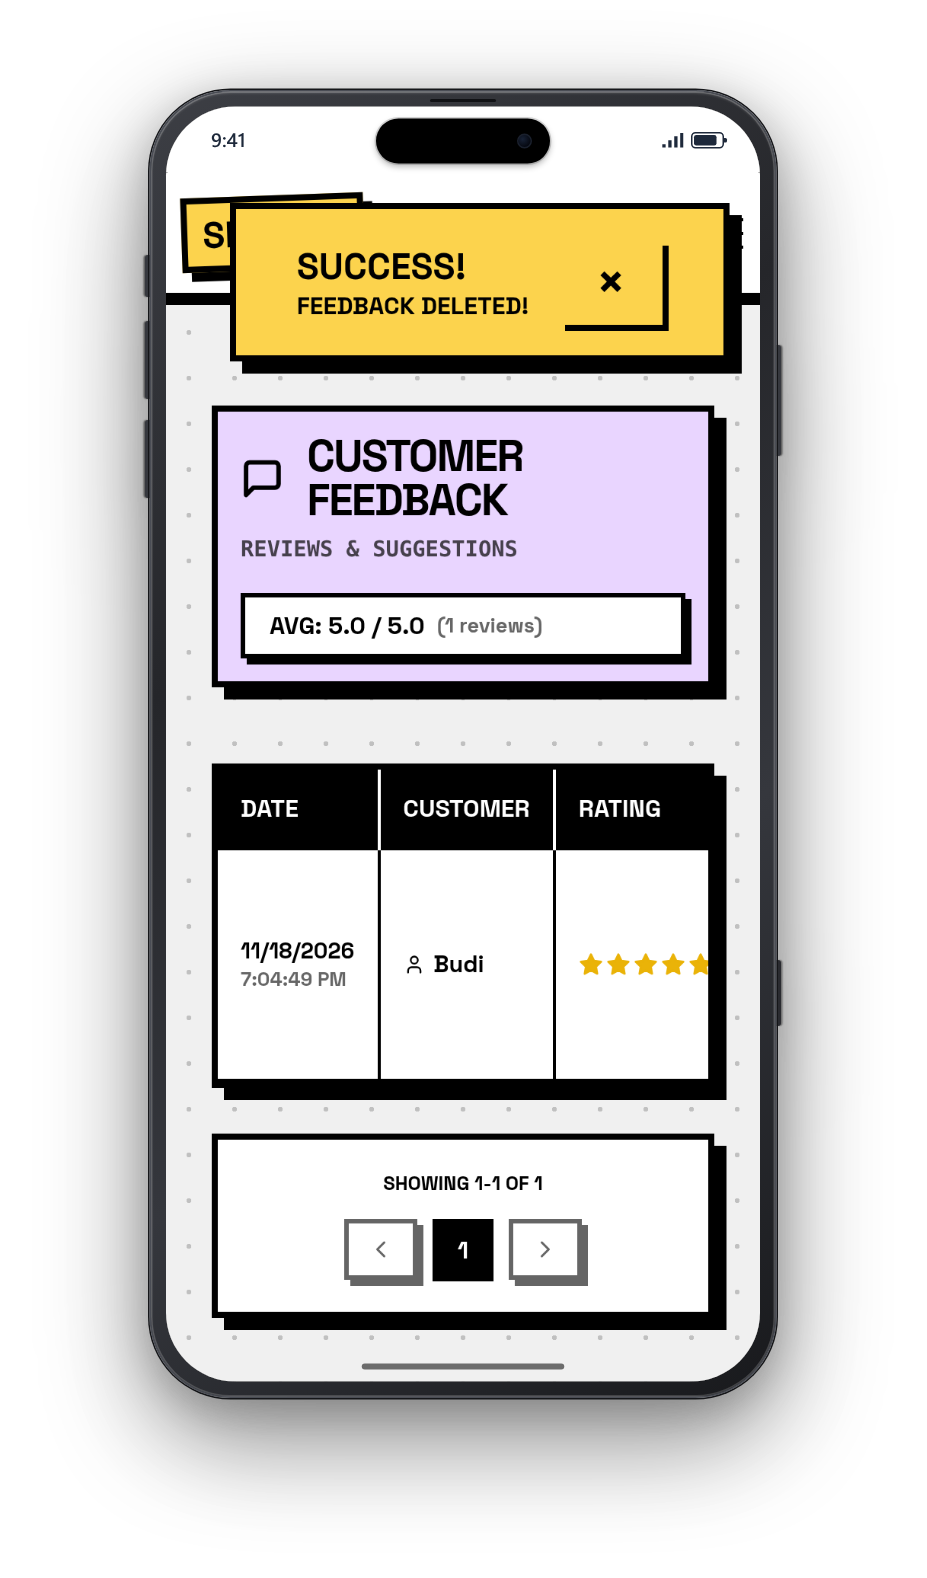 9:41
SUCCESS!
FEEDBACK DELETED!
CUSTOMER
FEEDBACK
REVIEWS & SUGGESTIONS
AVG: 5.0 / 5.0 (1 reviews)
DATE CUSTOMER RATING
11/18/2026
7:04:49 PM
Budi
SHOWING 1-1 OF 1
1